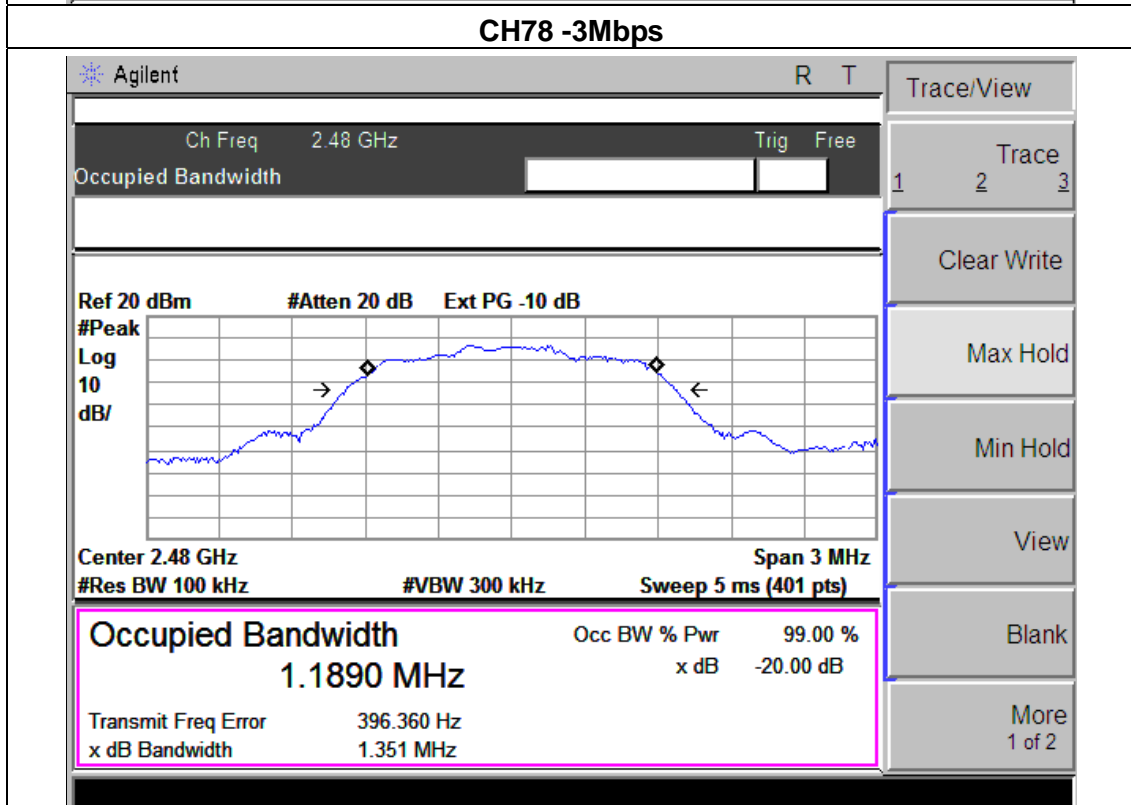 CH78 -3Mbps
Agilent R T
Ch Freq 2.48 GHz Trig Free
Occupied Bandwidth
Ref 20 dBm #Atten 20 dB Ext PG -10 dB
#Peak
Log
10
dB/
Center 2.48 GHz Span 3 MHz
#Res BW 100 kHz #VBW 300 kHz Sweep 5 ms (401 pts)
Occupied Bandwidth Occ BW % Pwr 99.00 %
1.1890 MHz x dB -20.00 dB
Transmit Freq Error 396.360 Hz
x dB Bandwidth 1.351 MHz
Trace/View
Trace
1 2 3
Clear Write
Max Hold
Min Hold
View
Blank
More
1 of 2